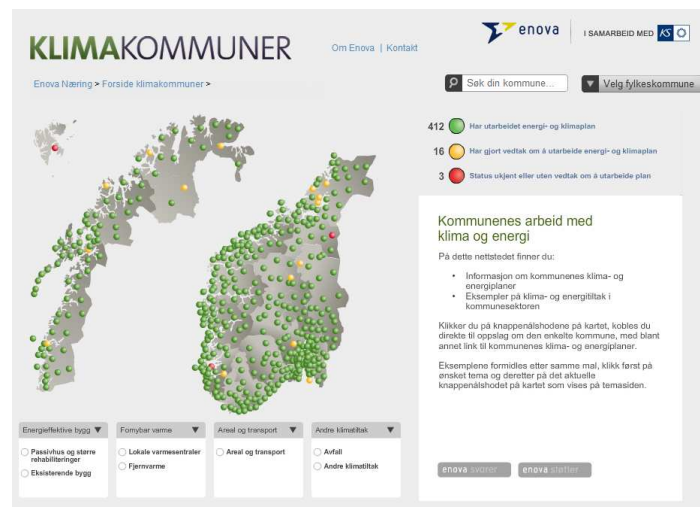 KLIMAKOMMUNER
Om Enova | Kontakt
enova
I SAMARBEID MED KS
Enova Næring > Forside klimakommuner >
Søk din kommune...
Velg fylkeskommune
412 Har utarbeidet energi- og klimaplan
16 Har gjort vedtak om å utarbeide energi- og klimaplan
3 Status ukjent eller uten vedtak om å utarbeide plan
Kommunenes arbeid med
klima og energi
På dette nettstedet finner du:
• Informasjon om kommunenes klima- og
energiplaner
• Eksempler på klima- og energitiltak i
kommunesektoren
Klikker du på knappenålshodene på kartet, kobles du
direkte til oppslag om den enkelte kommune, med blant
annet link til kommunenes klima- og energiplaner.
Eksemplene formidles etter samme mal, klikk først på
ønsket tema og deretter på det aktuelle
knappenålshodet på kartet som vises på temasiden.
enova svarer
enova støtter
Energieffektive bygg
Passivhus og større
rehabiliteringer
Eksisterende bygg
Fornybar varme
Lokale varmesentraler
Fjernvarme
Areal og transport
Areal og transport
Andre klimatiltak
Avfall
Andre klimatiltak